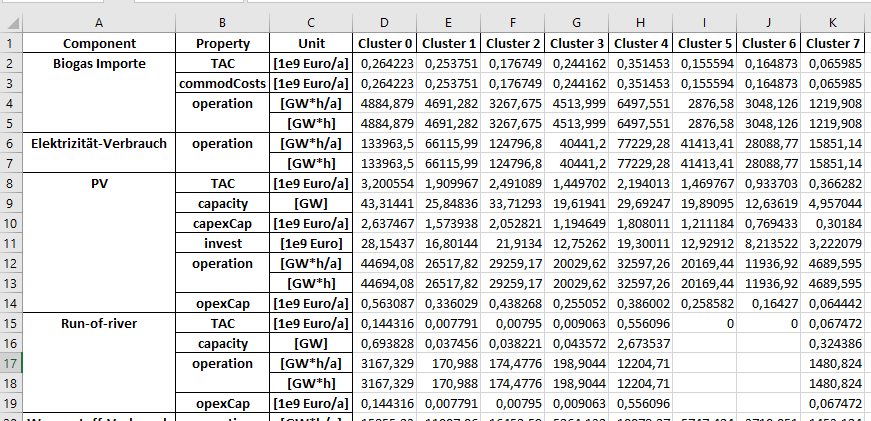 A B C D E F G H I J K
1 Component Property Unit Cluster 0 Cluster 1 Cluster 2 Cluster 3 Cluster 4 Cluster 5 Cluster 6 Cluster 7
2 Biogas Importe TAC [1e9 Euro/a] 0,264223 0,253751 0,176749 0,244162 0,351453 0,155594 0,164873 0,065985
3 commodCosts [1e9 Euro/a] 0,264223 0,253751 0,176749 0,244162 0,351453 0,155594 0,164873 0,065985
4 operation [GW*h/a] 4884,879 4691,282 3267,675 4513,999 6497,551 2876,58 3048,126 1219,908
5 [GW*h] 4884,879 4691,282 3267,675 4513,999 6497,551 2876,58 3048,126 1219,908
6 Elektrizität-Verbrauch operation [GW*h/a] 133963,5 66115,99 124796,8 40441,2 77229,28 41413,41 28088,77 15851,14
7 [GW*h] 133963,5 66115,99 124796,8 40441,2 77229,28 41413,41 28088,77 15851,14
8 PV TAC [1e9 Euro/a] 3,200554 1,909967 2,491089 1,449702 2,194013 1,469767 0,933703 0,366282
9 capacity [GW] 43,31441 25,84836 33,71293 19,61941 29,69247 19,89095 12,63619 4,957044
10 capexCap [1e9 Euro/a] 2,637467 1,573938 2,052821 1,194649 1,808011 1,211184 0,769433 0,30184
11 invest [1e9 Euro] 28,15437 16,80144 21,9134 12,75262 19,30011 12,92912 8,213522 3,222079
12 operation [GW*h/a] 44694,08 26517,82 29259,17 20029,62 32597,26 20169,44 11936,92 4689,595
13 [GW*h] 44694,08 26517,82 29259,17 20029,62 32597,26 20169,44 11936,92 4689,595
14 opexCap [1e9 Euro/a] 0,563087 0,336029 0,438268 0,255052 0,386002 0,258582 0,16427 0,064442
15 Run-of-river TAC [1e9 Euro/a] 0,144316 0,007791 0,00795 0,009063 0,556096 0 0 0,067472
16 capacity [GW] 0,693828 0,037456 0,038221 0,043572 2,673537 0,324386
17 operation [GW*h/a] 3167,329 170,988 174,4776 198,9044 12204,71 1480,824
18 [GW*h] 3167,329 170,988 174,4776 198,9044 12204,71 1480,824
19 opexCap [1e9 Euro/a] 0,144316 0,007791 0,00795 0,009063 0,556096 0,067472